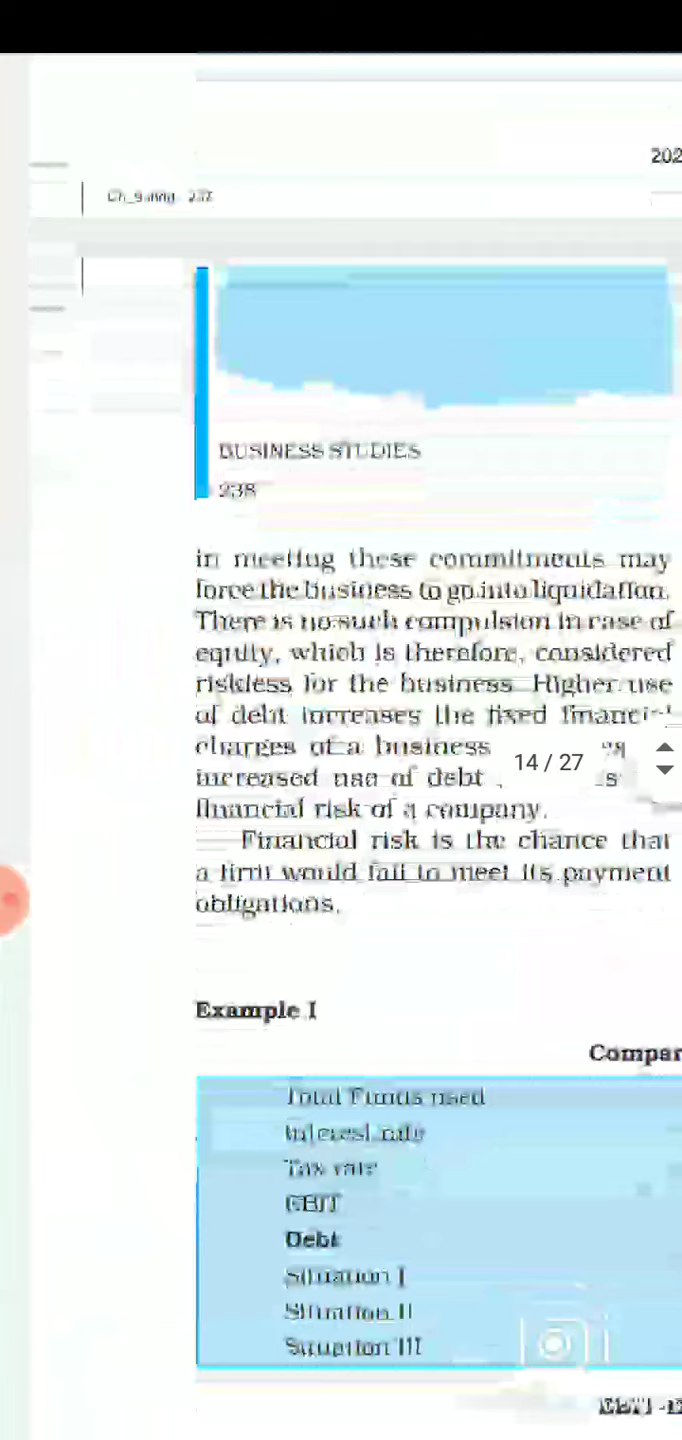 202
BUSINESS STUDIES
238
in meeting these commitments may
force the business to go into liquidation.
There is no such compulsion in case of
equity, which is therefore, considered
riskless for the business. Higher use
of debt increases the fixed
charges of a business
14 / 27
increased use of debt
financial risk of a company.
Financial risk is the chance that
a firm would fail to meet its payment
obligations.
Example I
Compan
Total Funds used
Interest rate
Tax rate
EBIT
Debt
Situation I
Situation II
Situation III